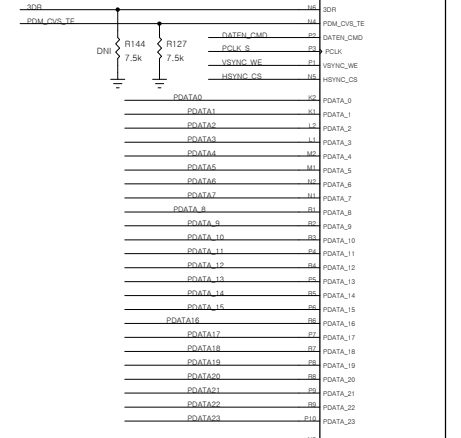 3DR N6 3DR
PDM_CVS_TE N4 PDM_CVS_TE
DATEN_CMD P2 DATEN_CMD
DNI R144 R127 PCLK_S P3 PCLK
7.5k 7.5k VSYNC_WE P1 VSYNC_WE
HSYNC_CS N5 HSYNC_CS
PDATA0 K2 PDATA_0
PDATA1 K1 PDATA_1
PDATA2 L2 PDATA_2
PDATA3 L1 PDATA_3
PDATA4 M2 PDATA_4
PDATA5 M1 PDATA_5
PDATA6 N2 PDATA_6
PDATA7 N1 PDATA_7
PDATA_8 R1 PDATA_8
PDATA_9 R2 PDATA_9
PDATA_10 R3 PDATA_10
PDATA_11 P4 PDATA_11
PDATA_12 R4 PDATA_12
PDATA_13 P5 PDATA_13
PDATA_14 R5 PDATA_14
PDATA_15 P6 PDATA_15
PDATA16 R6 PDATA_16
PDATA17 P7 PDATA_17
PDATA18 R7 PDATA_18
PDATA19 P8 PDATA_19
PDATA20 R8 PDATA_20
PDATA21 P9 PDATA_21
PDATA22 R9 PDATA_22
PDATA23 P10 PDATA_23